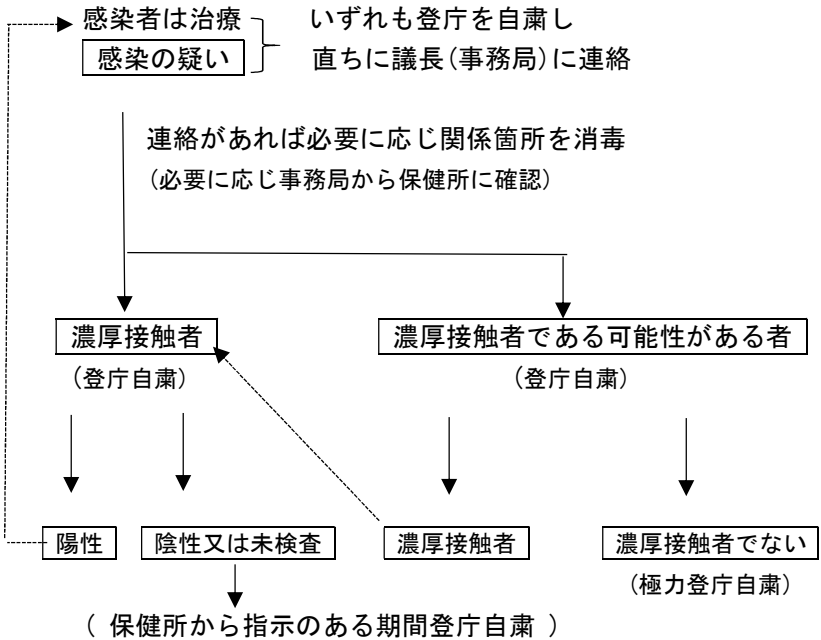 感染者は治療 いずれも登庁を自粛し
感染の疑い 直ちに議長(事務局)に連絡
連絡があれば必要に応じ関係箇所を消毒
(必要に応じ事務局から保健所に確認)
濃厚接触者 濃厚接触者である可能性がある者
(登庁自粛) (登庁自粛)
陽性 陰性又は未検査 濃厚接触者 濃厚接触者でない
(極力登庁自粛)
( 保健所から指示のある期間登庁自粛 )